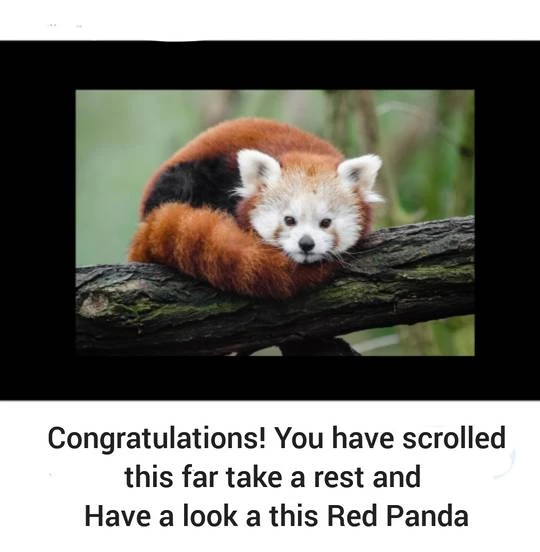 Congratulations! You have scrolled
this far take a rest and
Have a look a this Red Panda